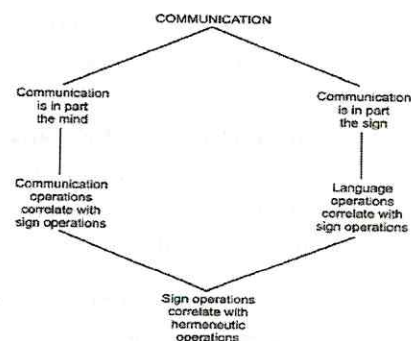 COMMUNICATION
Communication
is in part
the mind
Communication
is in part
the sign
Communication
operations
correlate with
sign operations
Language
operations
correlate with
sign operations
Sign operations
correlate with
hermeneutic
operations